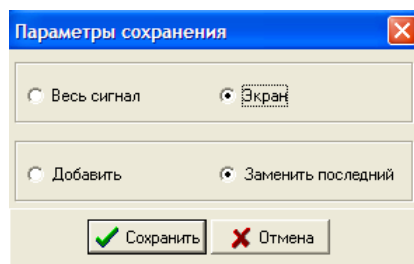 Параметры сохранения
Весь сигнал Экран
Добавить Заменить последний
Сохранить Отмена